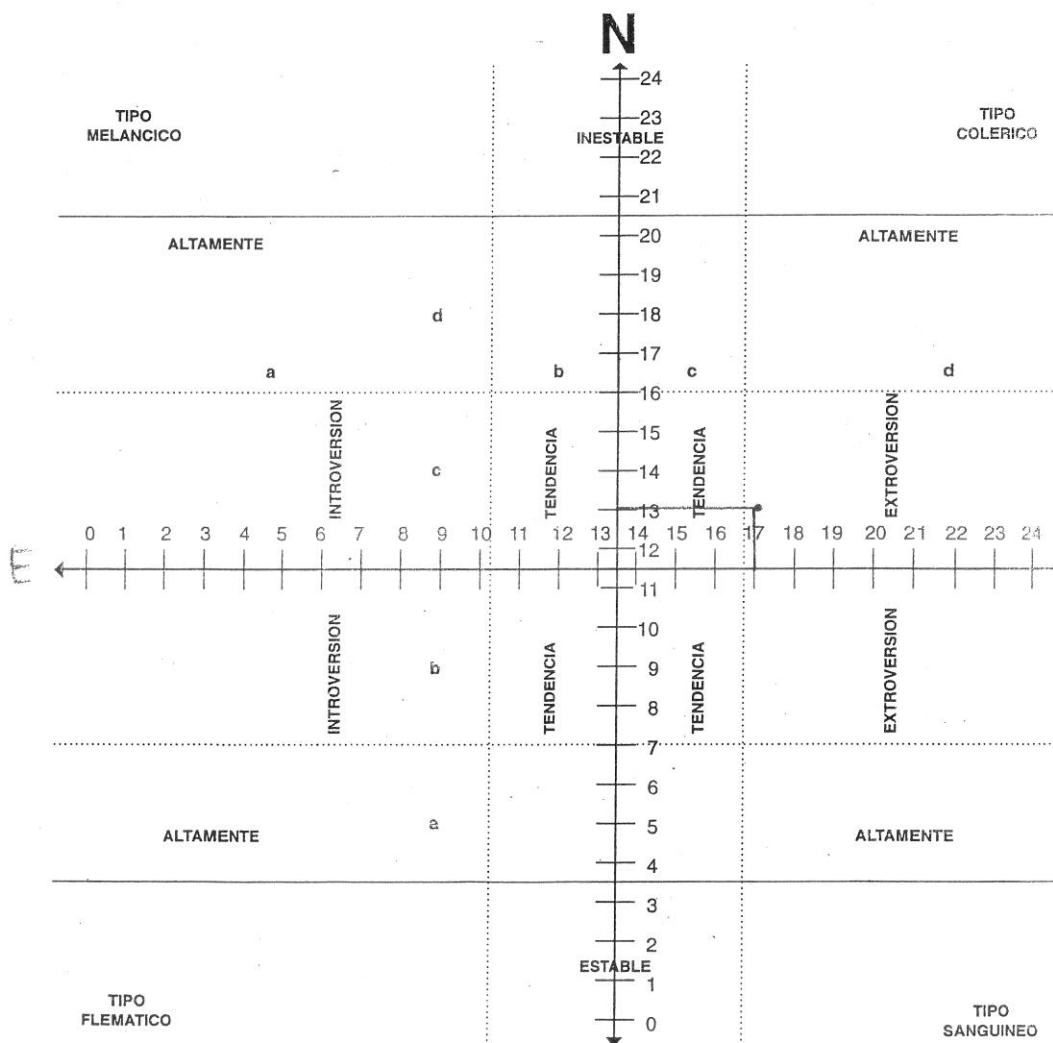 N
24
TIPO
MELANCICO
23
TIPO
COLERICO
INESTABLE
22
21
ALTAMENTE
20
ALTAMENTE
19
d
18
17
a
b
c
d
16
INTROVERSION
TENDENCIA
15
TENDENCIA
EXTROVERSION
c
14
13
0 1 2 3 4 5 6 7 8 9 10 11 12 13 14 15 16 17 18 19 20 21 22 23 24
12
E
11
INTROVERSION
TENDENCIA
10
TENDENCIA
EXTROVERSION
b
9
8
7
6
a
5
ALTAMENTE
ALTAMENTE
4
3
2
ESTABLE
1
TIPO
FLEMATICO
0
TIPO
SANGUINEO